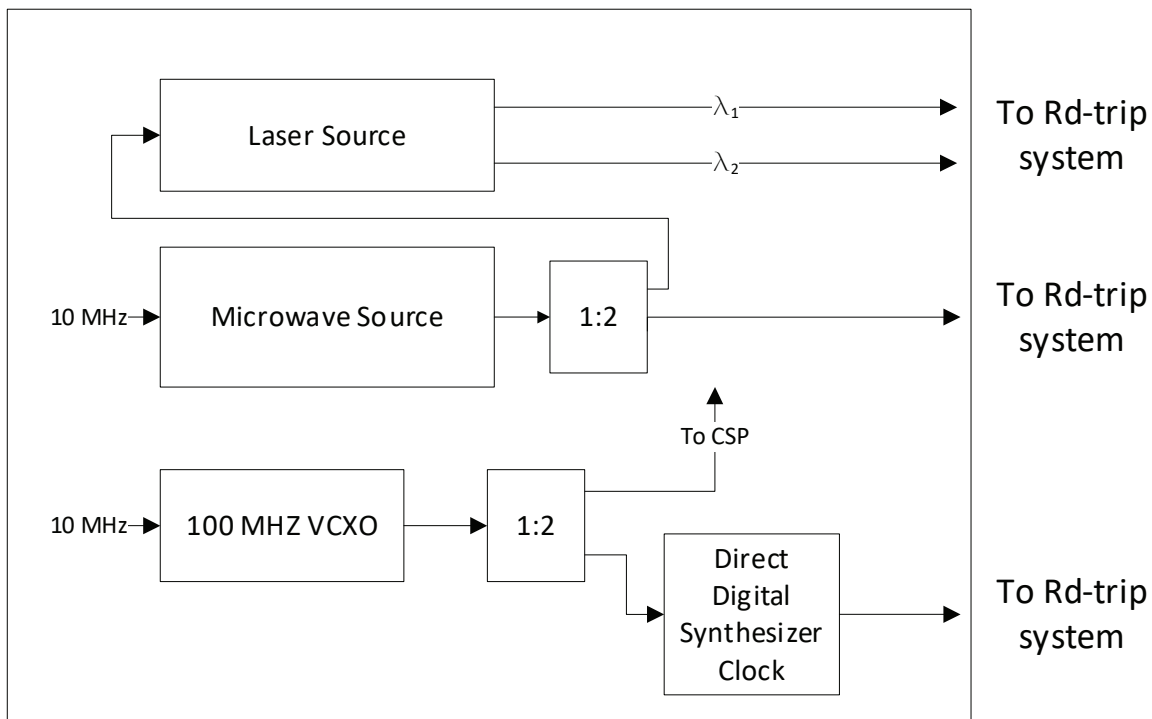 Laser Source
λ1
λ2
To Rd-trip
system
10 MHz
Microwave Source
1:2
To Rd-trip
system
To CSP
10 MHz
100 MHZ VCXO
1:2
Direct
Digital
Synthesizer
Clock
To Rd-trip
system